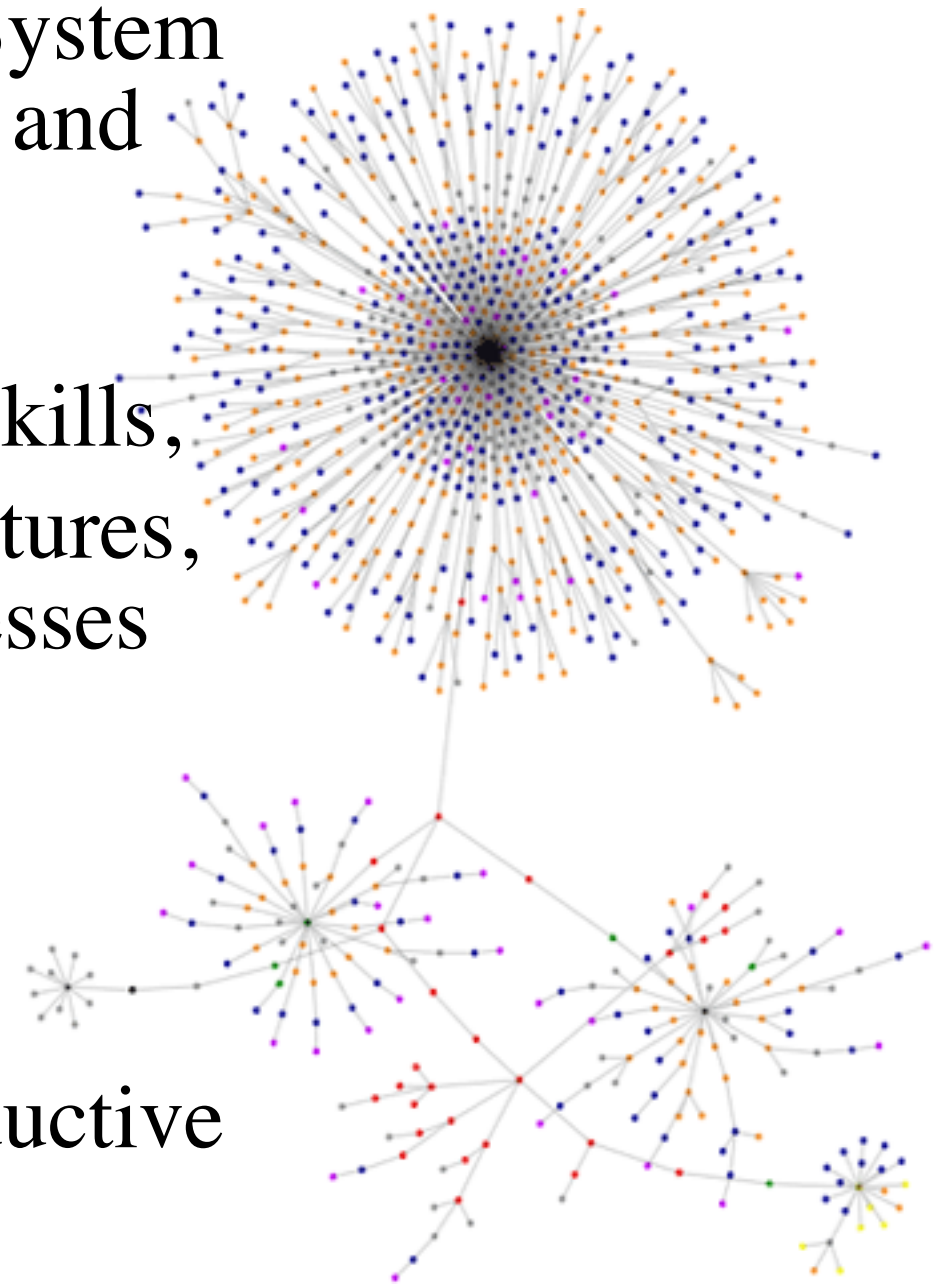 ystem
and
kills,
tures,
sses
uctive